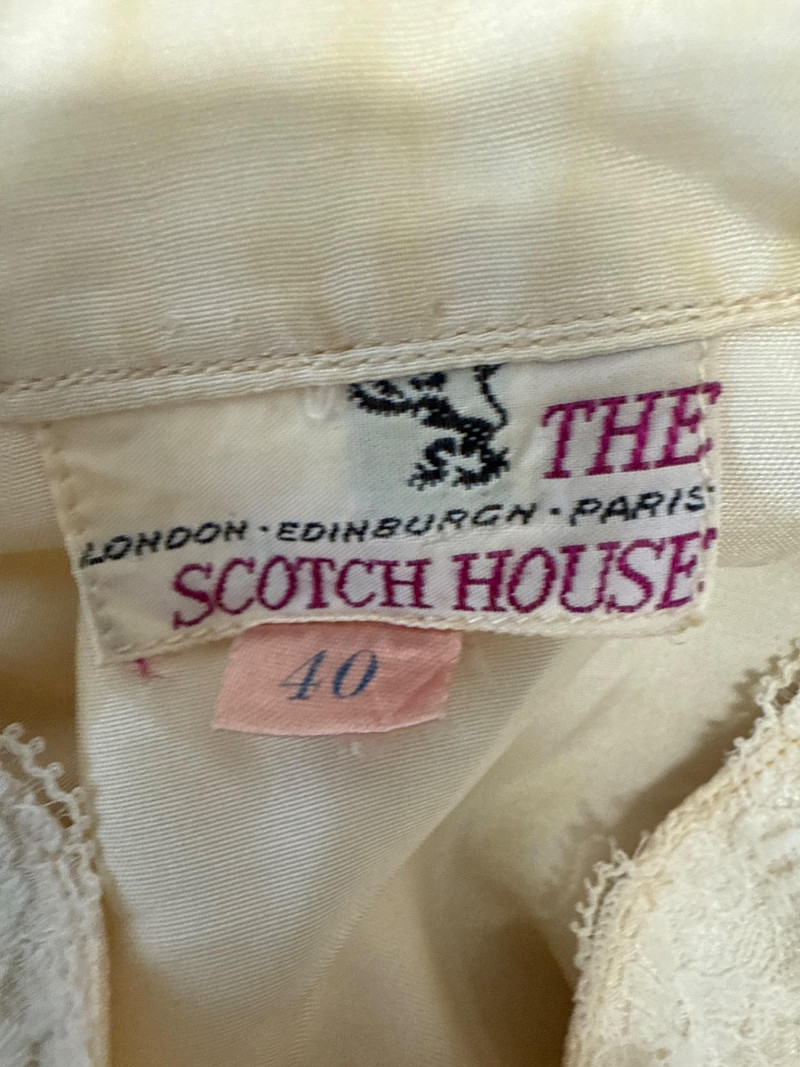 THE
LONDON · EDINBURGH · PARIS
SCOTCH HOUSE
40